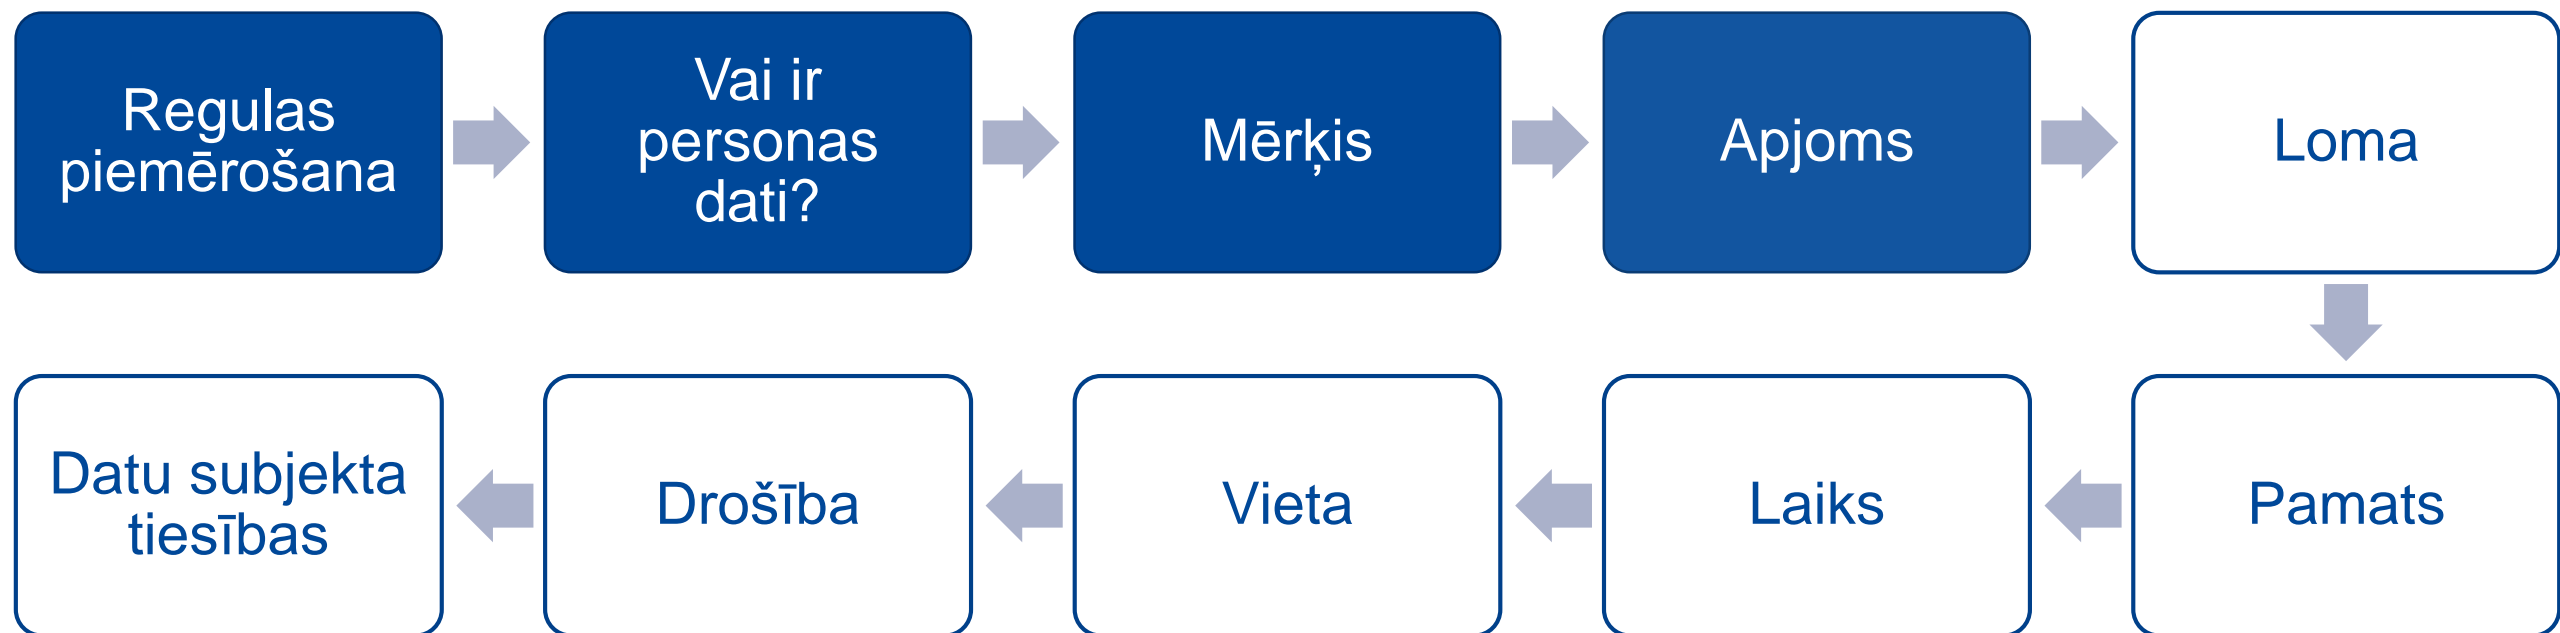 Regulas
piemērošana
Vai ir
personas
dati?
Mērķis
Apjoms
Loma
Pamats
Laiks
Vieta
Drošība
Datu subjekta
tiesības